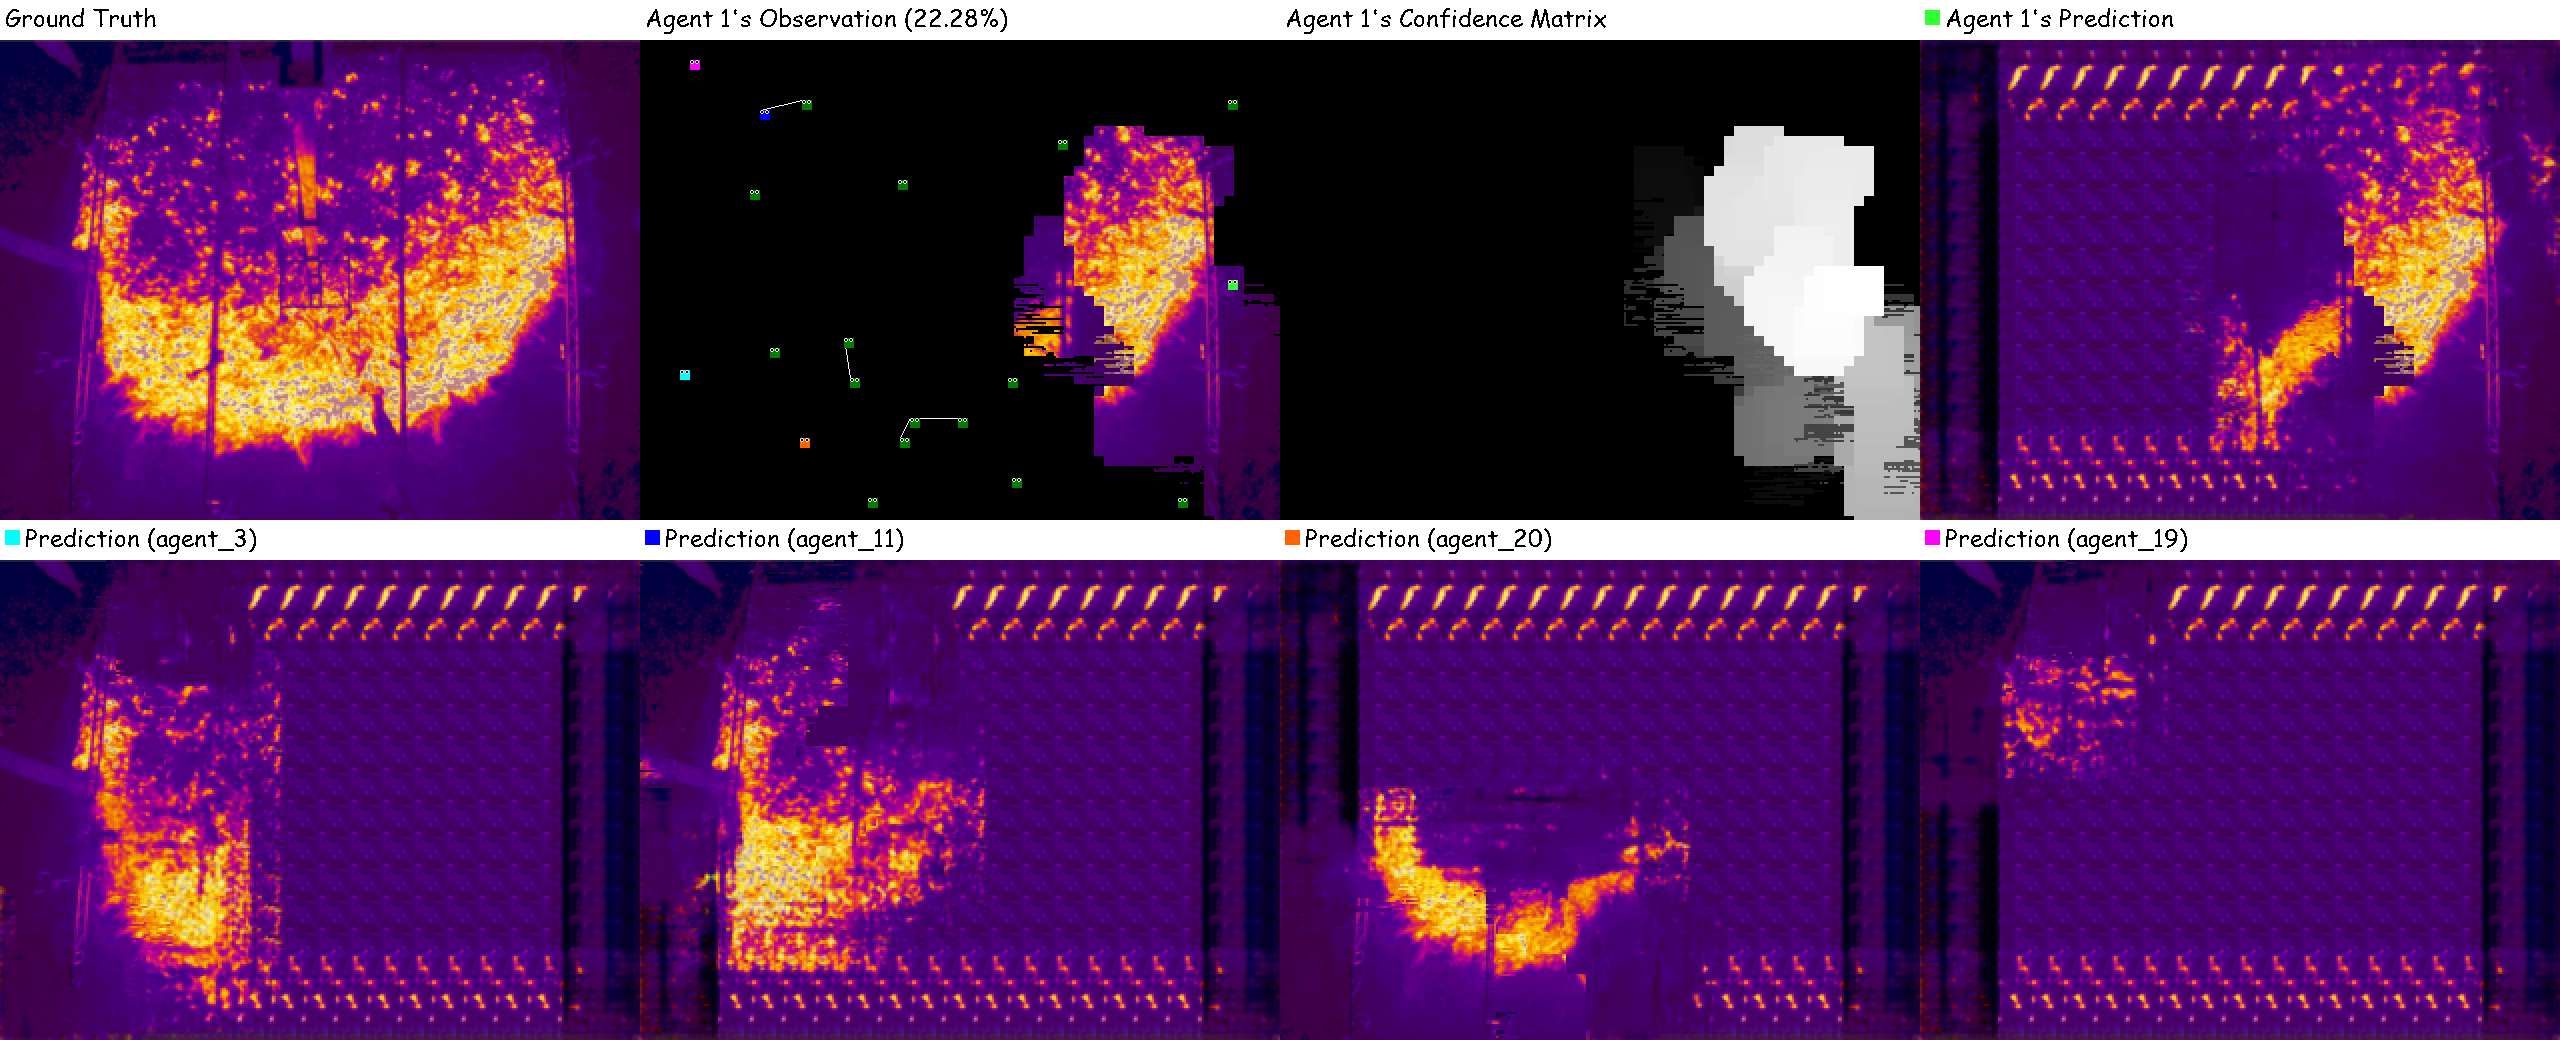 Ground Truth
Agent 1's Observation (22.28%)
Agent 1's Confidence Matrix
Agent 1's Prediction
Prediction (agent_3)
Prediction (agent_11)
Prediction (agent_20)
Prediction (agent_19)